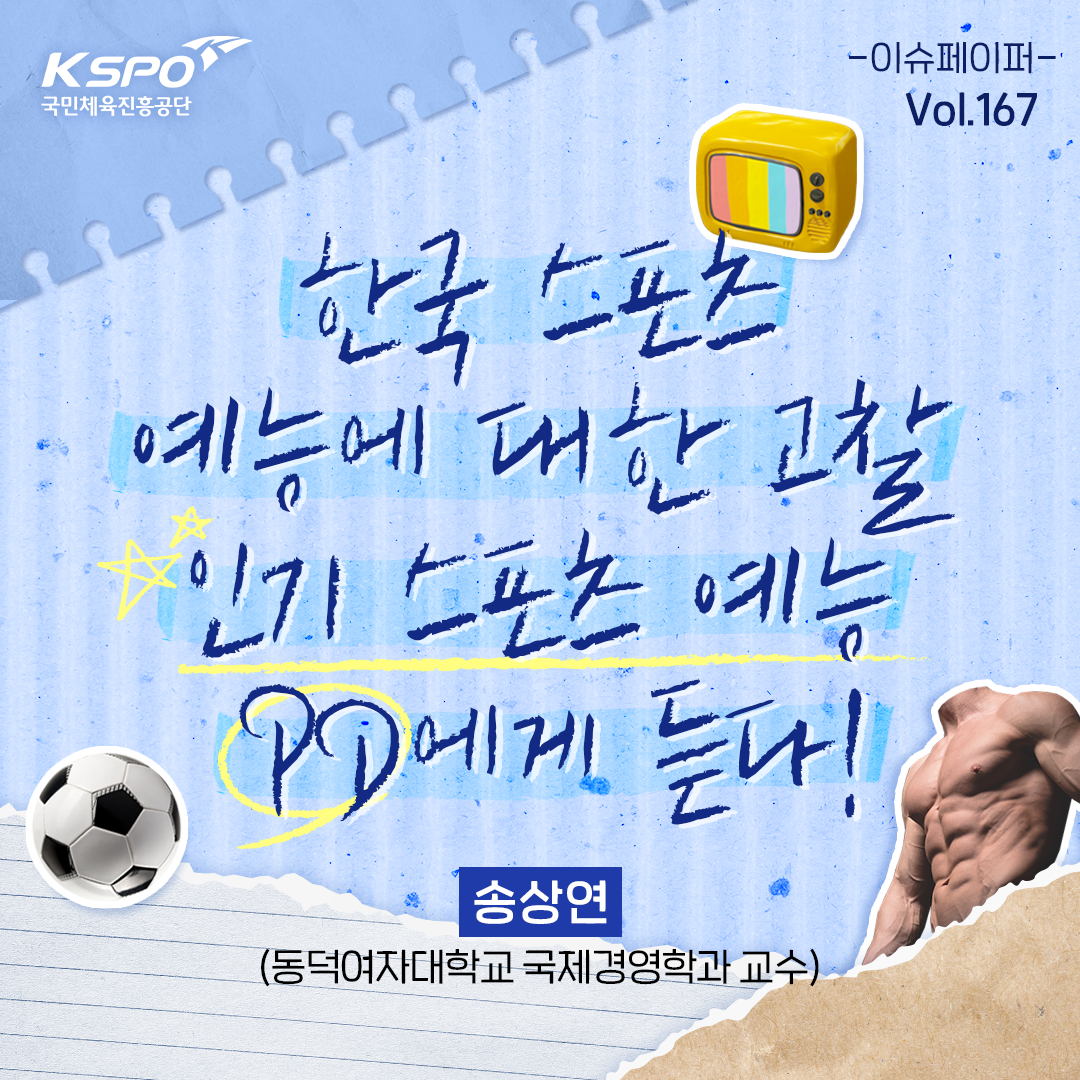 KSPO
국민체육진흥공단
-이슈페이퍼-
Vol.167
한국 스포츠
예능에 대한 고찰
인기 스포츠 예능
PD에게 듣다!
송상연
(동덕여자대학교 국제경영학과 교수)